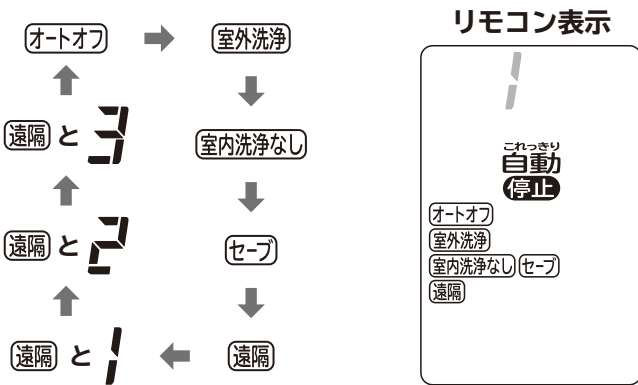 リモコン表示
オートオフ
室外洗浄
遠隔 と 3
室内洗浄なし
遠隔 と 2
セーブ
遠隔 と 1
遠隔
1
これっきり
自動
停止
オートオフ
室外洗浄
室内洗浄なし セーブ
遠隔